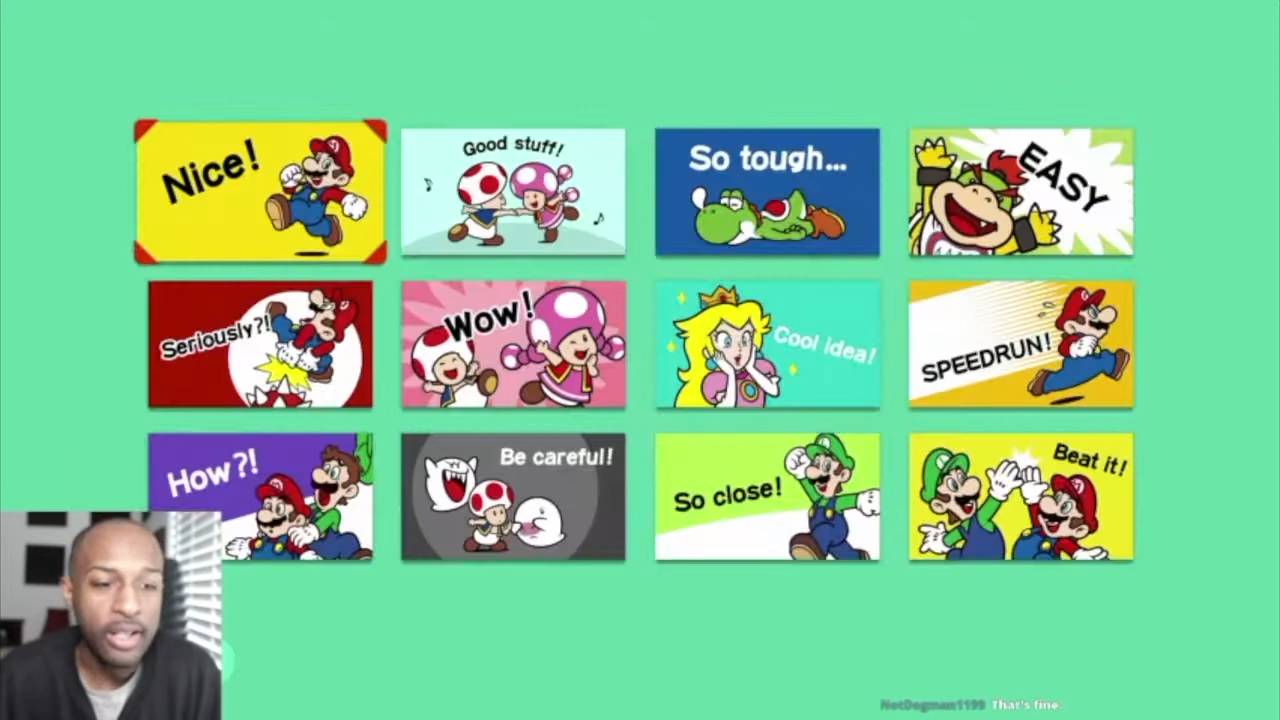 Nice!
Good stuff!
So tough...
EASY
Seriously?!
Wow!
Cool idea!
SPEEDRUN!
How?!
Be careful!
So close!
Beat it!
NotDogman1199 That's fine.